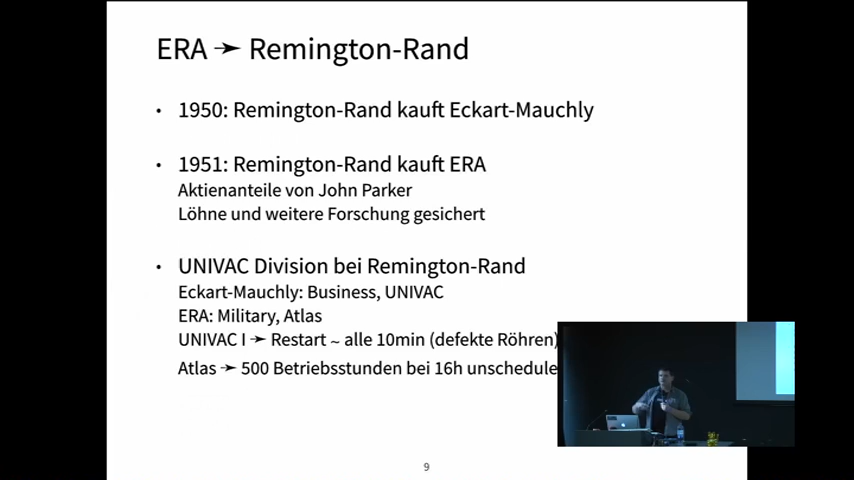 ERA ➛ Remington-Rand
• 1950: Remington-Rand kauft Eckart-Mauchly
• 1951: Remington-Rand kauft ERA
Aktienanteile von John Parker
Löhne und weitere Forschung gesichert
• UNIVAC Division bei Remington-Rand
Eckart-Mauchly: Business, UNIVAC
ERA: Military, Atlas
UNIVAC I ➛ Restart ~ alle 10min (defekte Röhren)
Atlas ➛ 500 Betriebsstunden bei 16h unschedule
9